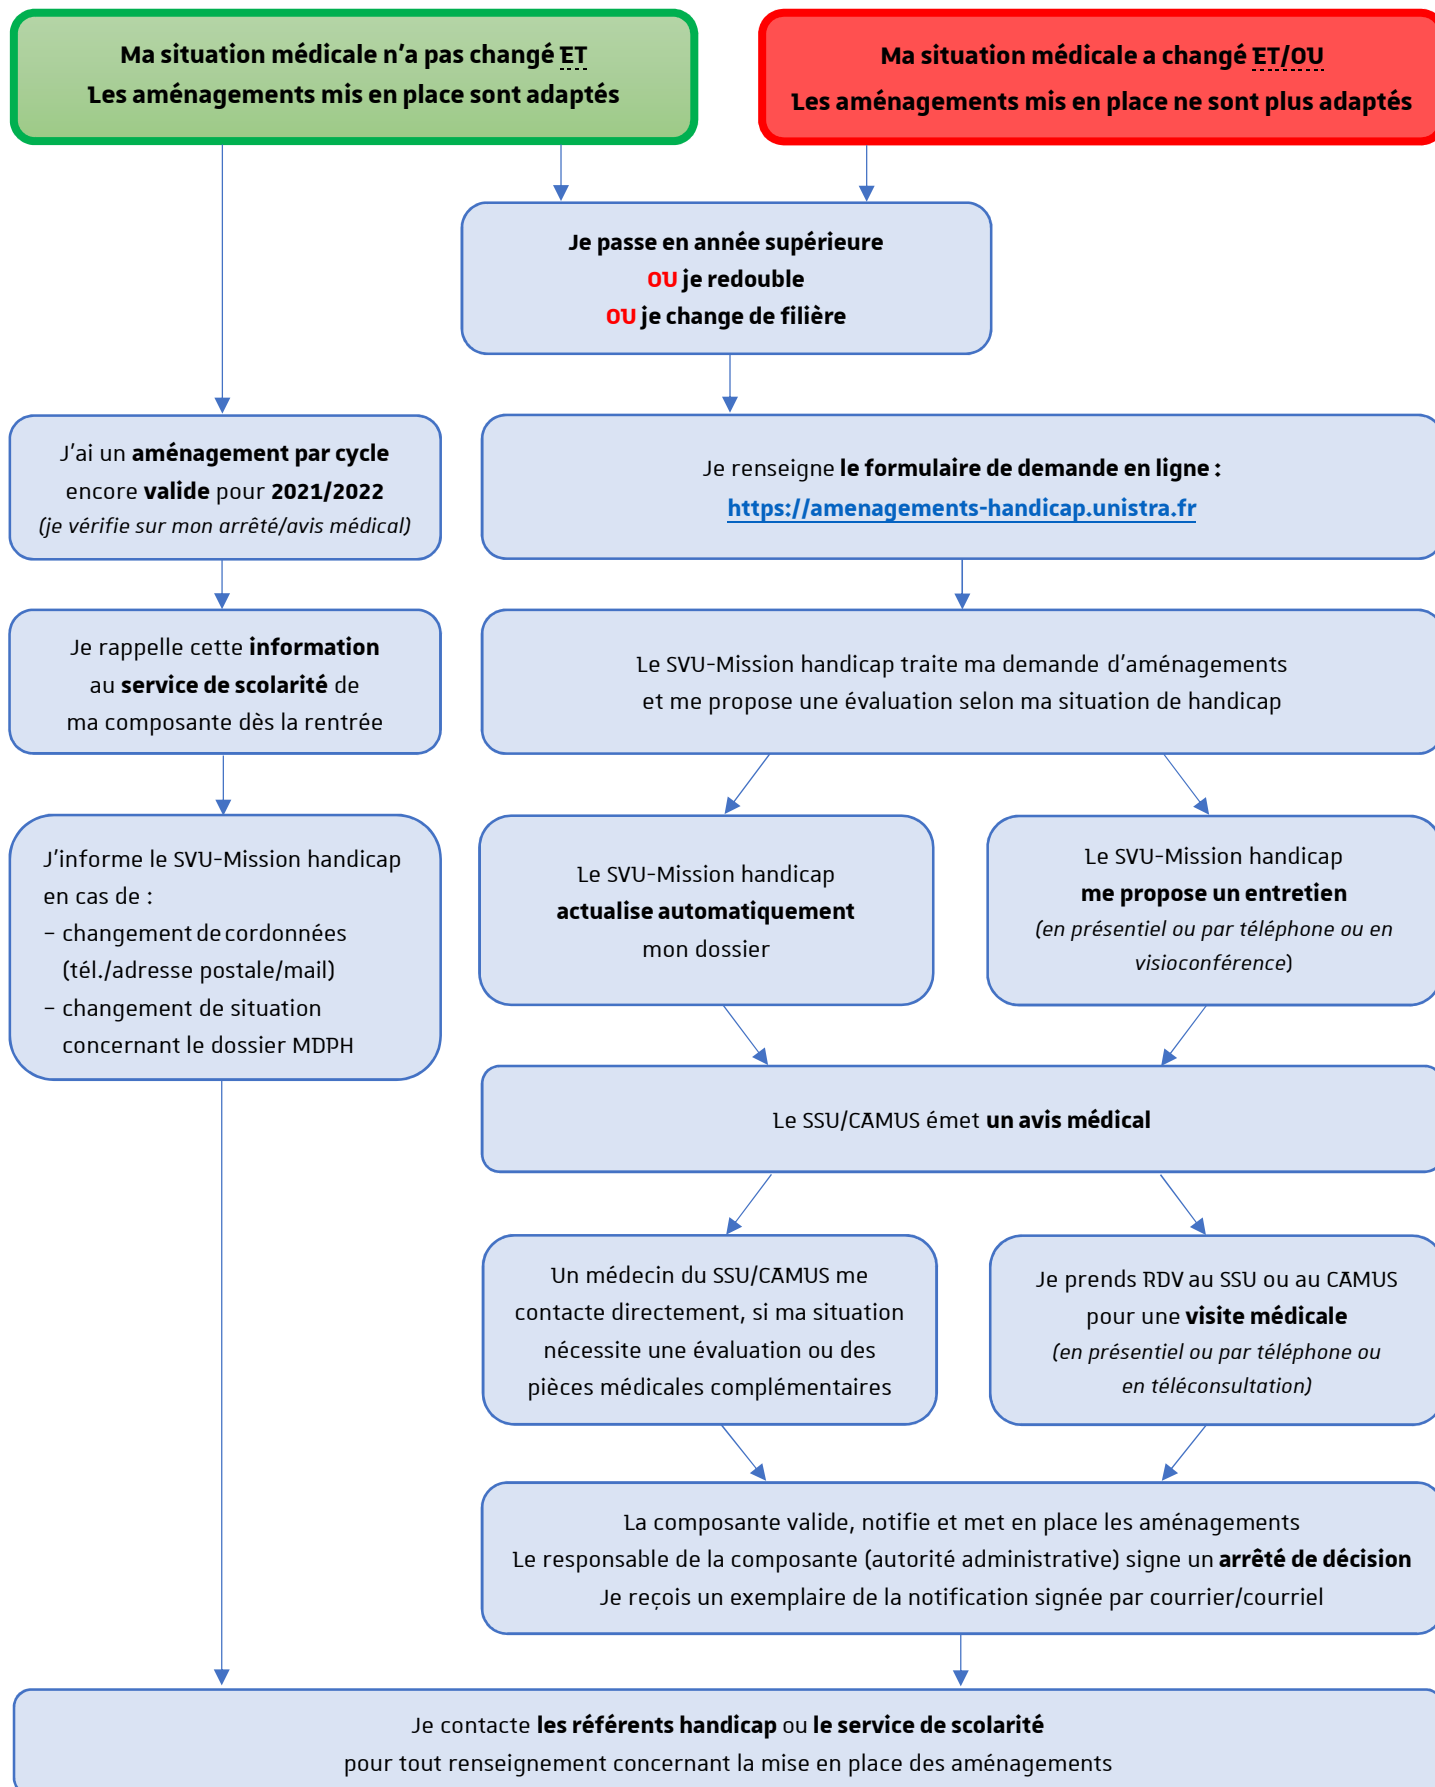 Ma situation médicale n'a pas changé ET
Les aménagements mis en place sont adaptés
Ma situation médicale a changé ET/OU
Les aménagements mis en place ne sont plus adaptés
Je passe en année supérieure
OU je redouble
OU je change de filière
J'ai un aménagement par cycle
encore valide pour 2021/2022
(je vérifie sur mon arrêté/avis médical)
Je renseigne le formulaire de demande en ligne :
https://amenagements-handicap.unistra.fr
Je rappelle cette information
au service de scolarité de
ma composante dès la rentrée
Le SVU-Mission handicap traite ma demande d'aménagements
et me propose une évaluation selon ma situation de handicap
J'informe le SVU-Mission handicap
en cas de :
- changement de cordonnées
(tél./adresse postale/mail)
- changement de situation
concernant le dossier MDPH
Le SVU-Mission handicap
actualise automatiquement
mon dossier
Le SVU-Mission handicap
me propose un entretien
(en présentiel ou par téléphone ou en
visioconférence)
Le SSU/CAMUS émet un avis médical
Un médecin du SSU/CAMUS me
contacte directement, si ma situation
nécessite une évaluation ou des
pièces médicales complémentaires
Je prends RDV au SSU ou au CAMUS
pour une visite médicale
(en présentiel ou par téléphone ou
en téléconsultation)
La composante valide, notifie et met en place les aménagements
Le responsable de la composante (autorité administrative) signe un arrêté de décision
Je reçois un exemplaire de la notification signée par courrier/courriel
Je contacte les référents handicap ou le service de scolarité
pour tout renseignement concernant la mise en place des aménagements